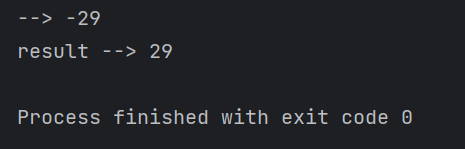 --> -29
result --> 29
Process finished with exit code 0